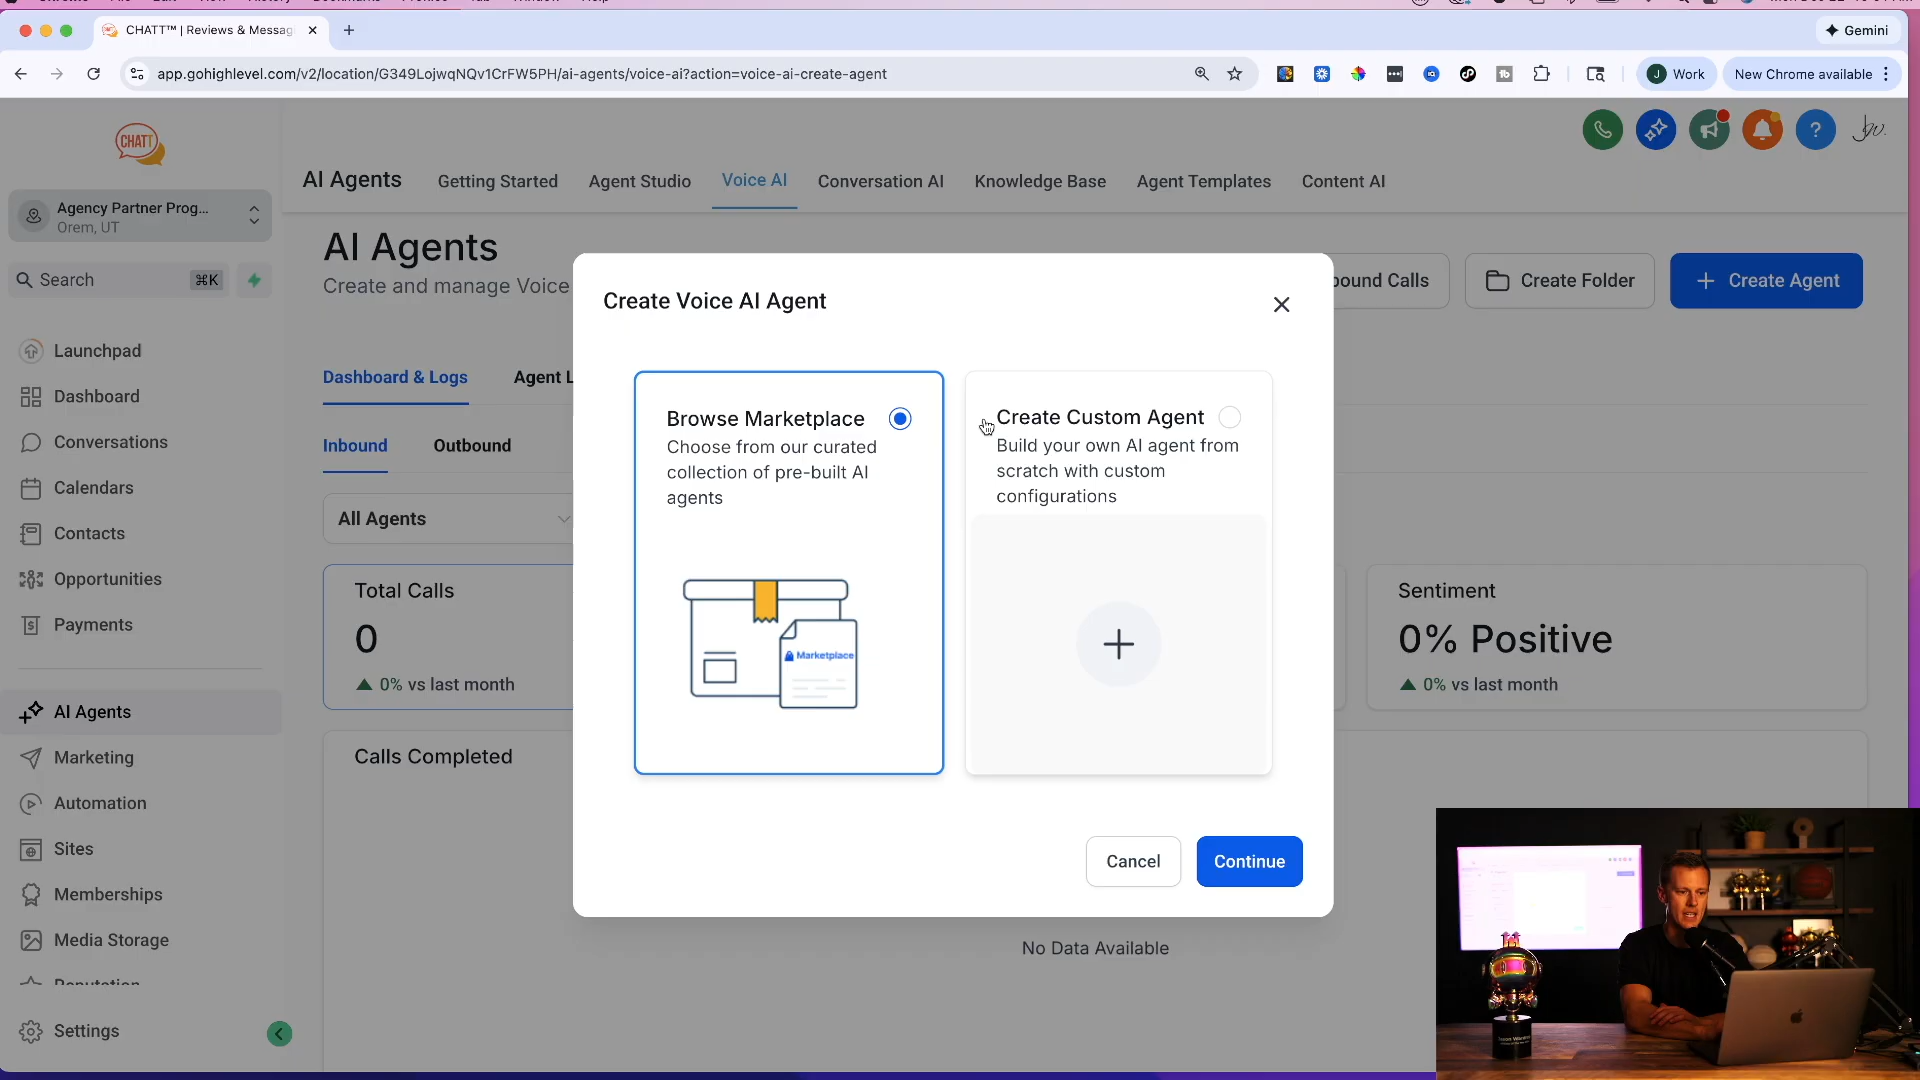 CHATT™ | Reviews & Messag
Gemini
app.gohighlevel.com/v2/location/G349LojwqNQv1CrFW5PH/ai-agents/voice-ai?action=voice-ai-create-agent
J
Work
New Chrome available
CHATT
Agency Partner Prog...
Orem, UT
Search
⌘K
Launchpad
Dashboard
Conversations
Calendars
Contacts
Opportunities
Payments
AI Agents
Marketing
Automation
Sites
Memberships
Media Storage
Reputation
Settings
AI Agents
Getting Started
Agent Studio
Voice AI
Conversation AI
Knowledge Base
Agent Templates
Content AI
AI Agents
Create and manage Voice
bound Calls
Create Folder
Create Agent
Dashboard & Logs
Agent L
Inbound
Outbound
All Agents
Total Calls
0
0% vs last month
Sentiment
0% Positive
0% vs last month
Calls Completed
No Data Available
Create Voice AI Agent
Browse Marketplace
Choose from our curated
collection of pre-built AI
agents
Marketplace
Create Custom Agent
Build your own AI agent from
scratch with custom
configurations
Cancel
Continue